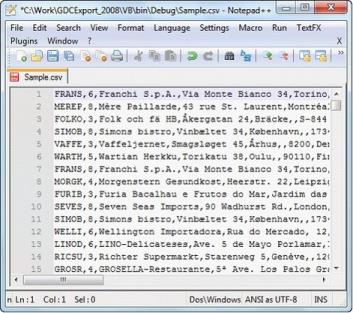 *C:\Work\GDCExport_2008\VB\bin\Debug\Sample.csv - Notepad++
File Edit Search View Format Language Settings Macro Run TextFX
Plugins Window ? X
Sample.csv
1 FRANS,6,Franchi S.p.A.,Via Monte Bianco 34,Torino,
2 MEREP,8,Mère Paillarde,43 rue St. Laurent,Montréa
3 FOLKO,3,Folk och fä HB,Åkergatan 24,Bräcke,,S-844
4 SIMOB,8,Simons bistro,Vinbæltet 34,København,,173
5 VAFFE,3,Vaffeljernet,Smagsløget 45,Århus,,8200,De
6 WARTH,5,Wartian Herkku,Torikatu 38,Oulu,,90110,Fi
7 FRANS,8,Franchi S.p.A.,Via Monte Bianco 34,Torino,
8 MORGK,4,Morgenstern Gesundkost,Heerstr. 22,Leipzi
9 FURIB,3,Furia Bacalhau e Frutos do Mar,Jardim das
10 SEVES,8,Seven Seas Imports,90 Wadhurst Rd.,London,
11 SIMOB,8,Simons bistro,Vinbæltet 34,København,,173
12 WELLI,6,Wellington Importadora,Rua do Mercado, 12,
13 LINOD,6,LINO-Delicateses,Ave. 5 de Mayo Porlamar,
14 RICSU,3,Richter Supermarkt,Starenweg 5,Genève,,120
15 GROSR,4,GROSELLA-Restaurante,5ª Ave. Los Palos Gr
n Ln : 1 Col : 1 Sel : 0 Dos\Windows ANSI as UTF-8 INS